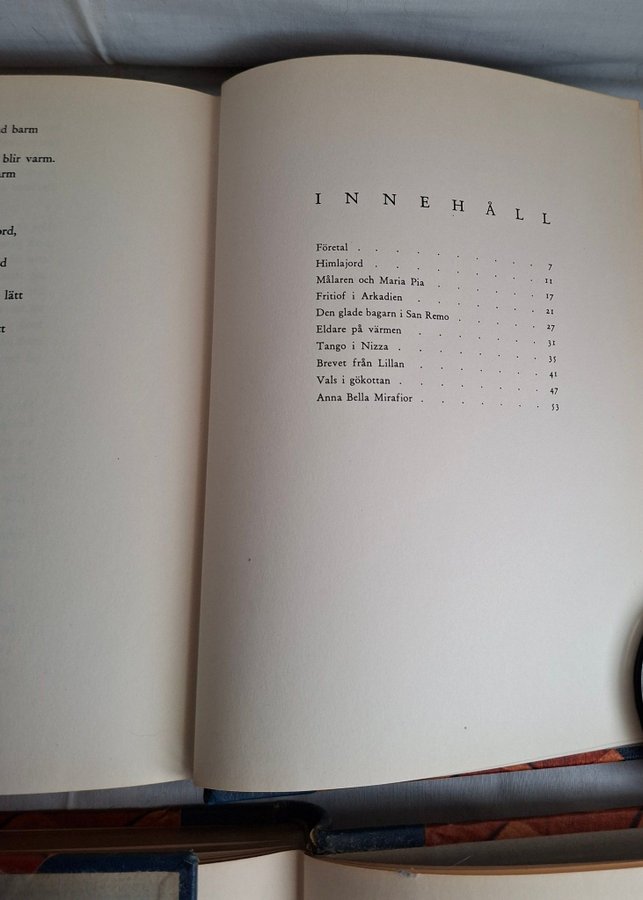 d barm
blir varm.
arm
ord,
d
lätt
tt
INNEHÅLL
Företal . . . . . . . . . 7
Himlajord . . . . . . . . 11
Målaren och Maria Pia . . . . . . 17
Fritiof i Arkadien . . . . . . . 21
Den glade bagarn i San Remo . . . . . 27
Eldare på värmen . . . . . . . 31
Tango i Nizza . . . . . . . . 35
Brevet från Lillan . . . . . . . 41
Vals i gökottan . . . . . . . . 47
Anna Bella Mirafior . . . . . . . 53